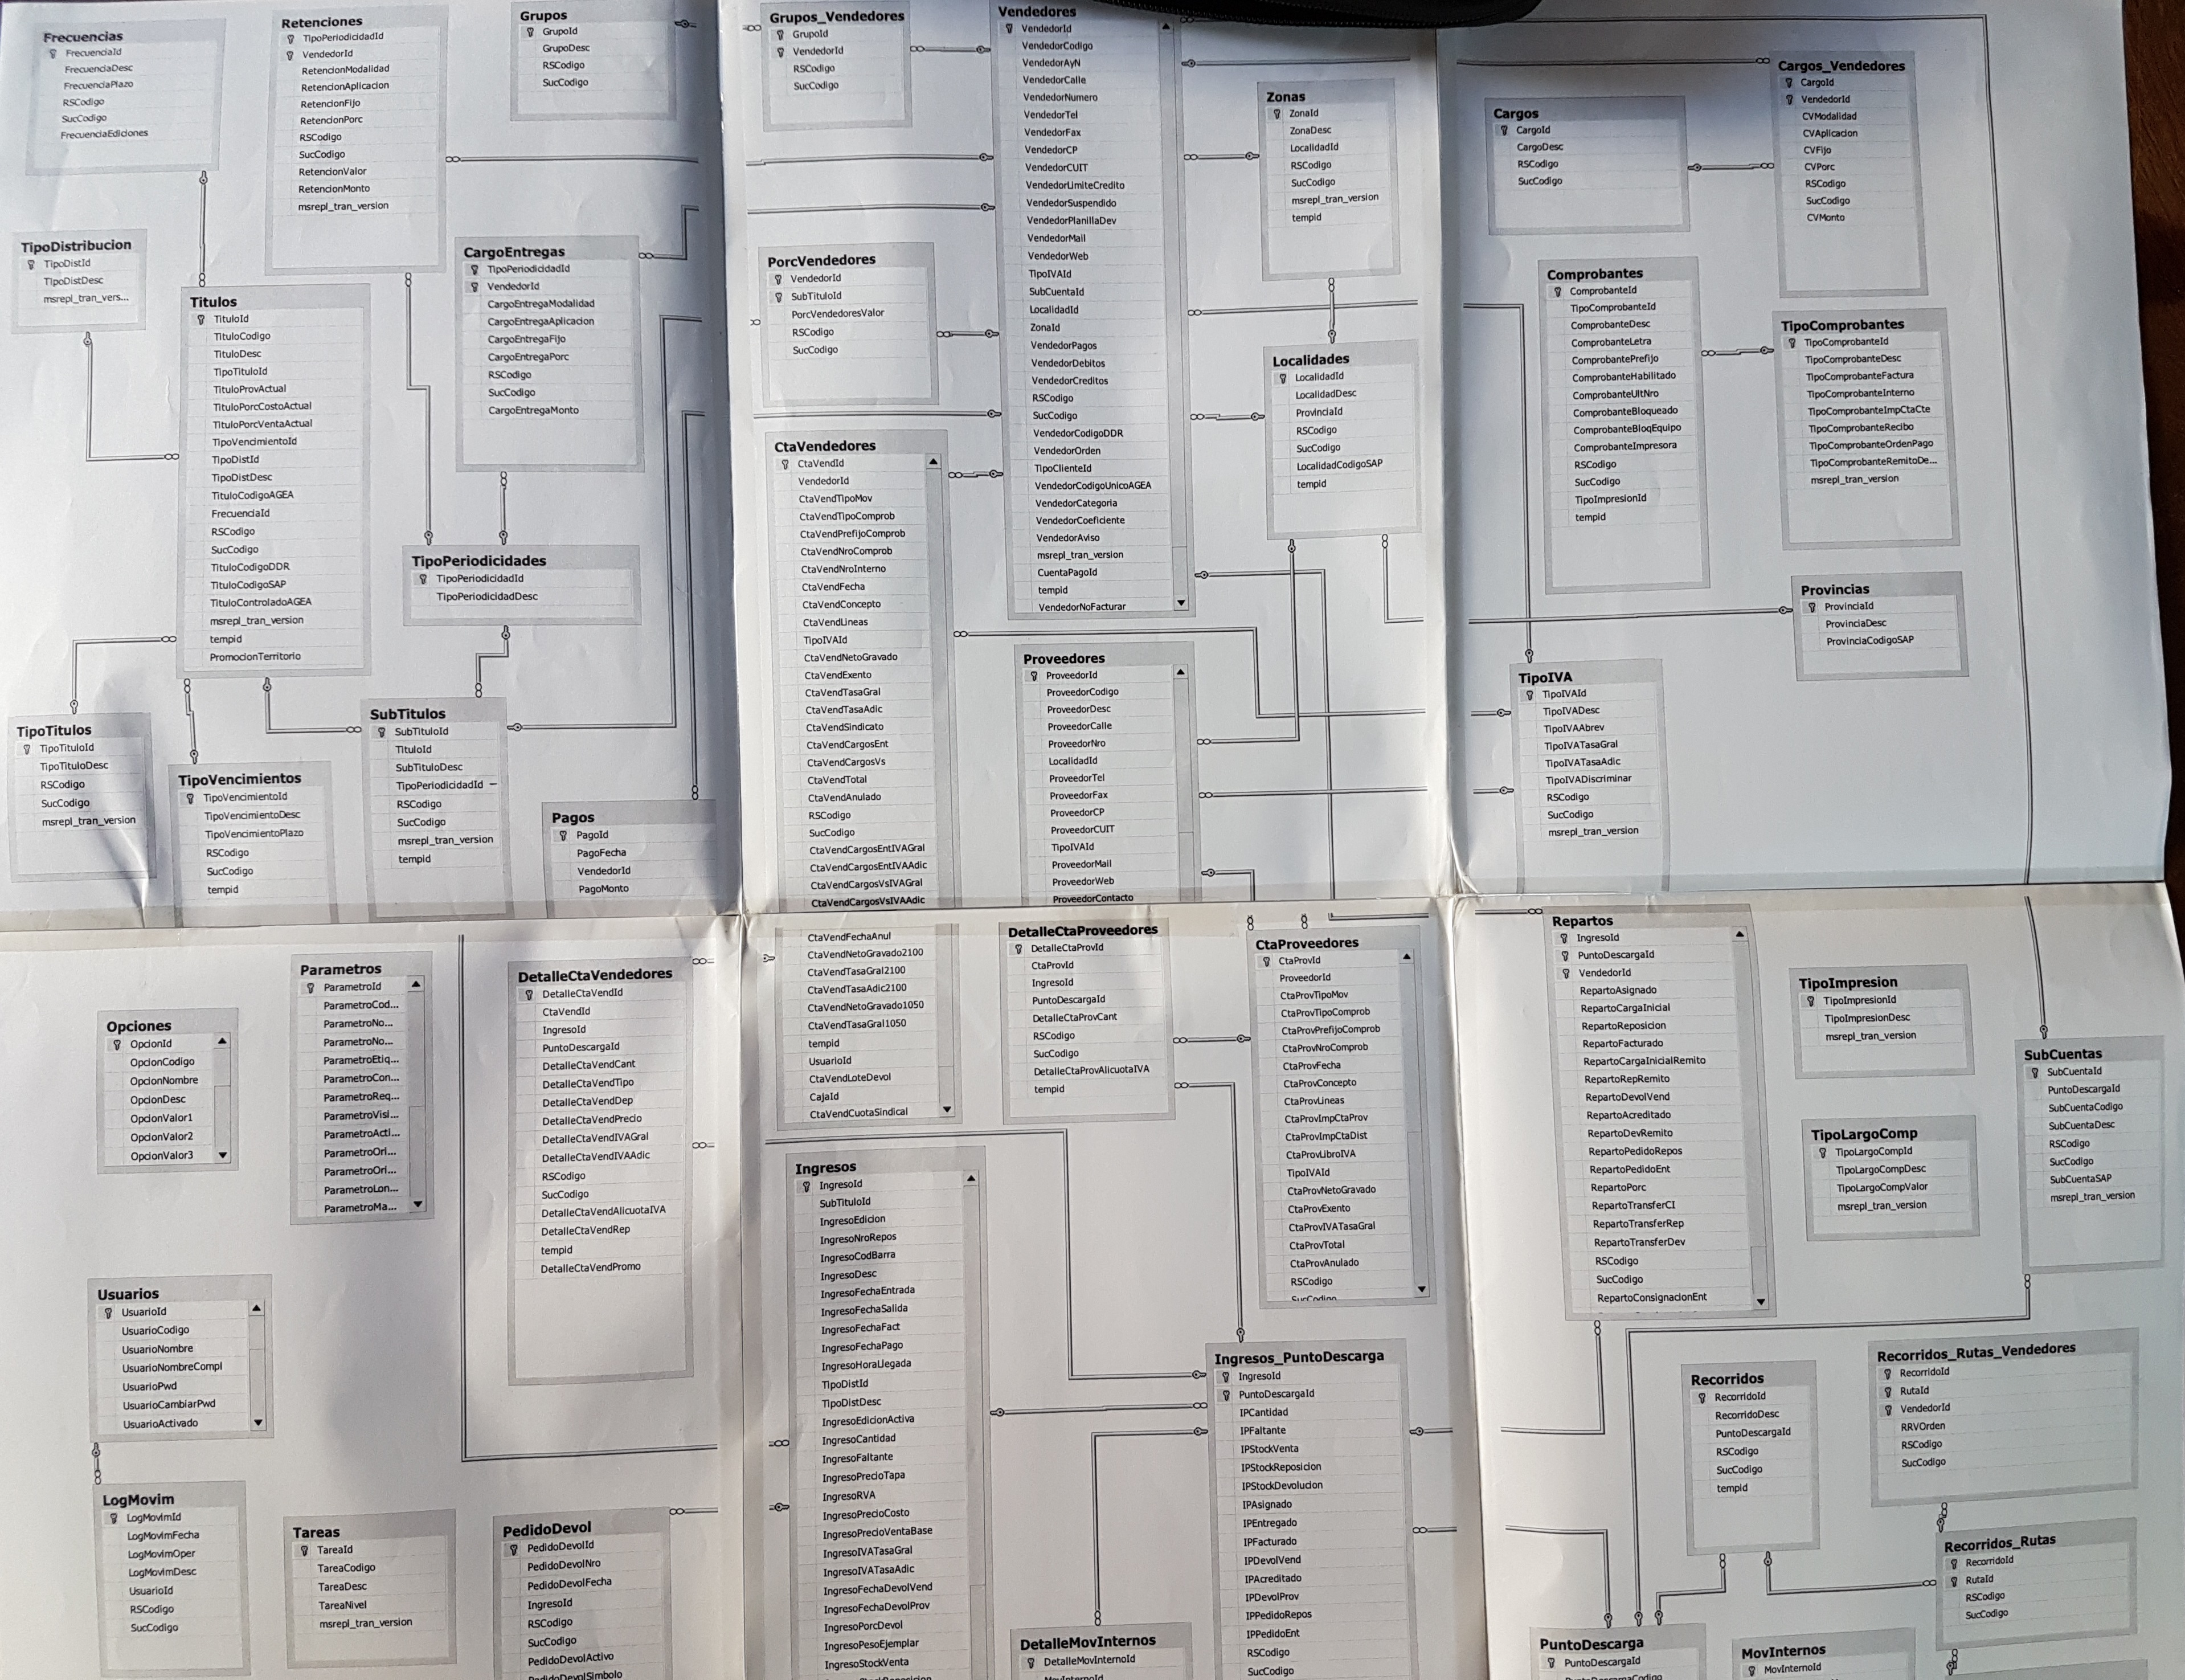 Frecuencias
FrecuenciaId
FrecuenciaDesc
FrecuenciaPlazo
RSCodigo
SucCodigo
FrecuenciaEdiciones
Retenciones
TipoPeriodicidadId
VendedorId
RetencionModalidad
RetencionAplicacion
RetencionFijo
RetencionPorc
RSCodigo
SucCodigo
RetencionValor
RetencionMonto
msrepl_tran_version
Grupos
GrupoId
GrupoDesc
RSCodigo
SucCodigo
TipoDistribucion
TipoDistId
TipoDistDesc
msrepl_tran_vers...
Titulos
TituloId
TituloCodigo
TituloDesc
TipoTituloId
TituloProvActual
TituloPorcCostoActual
TituloPorcVentaActual
TipoVencimientoId
TipoDistId
TipoDistDesc
TituloCodigoAGEA
FrecuenciaId
RSCodigo
SucCodigo
TituloCodigoDDR
TituloCodigoSAP
TituloControladoAGEA
msrepl_tran_version
tempid
PromocionTerritorio
CargoEntregas
TipoPeriodicidadId
VendedorId
CargoEntregaModalidad
CargoEntregaAplicacion
CargoEntregaFijo
CargoEntregaPorc
RSCodigo
SucCodigo
CargoEntregaMonto
TipoPeriodicidades
TipoPeriodicidadId
TipoPeriodicidadDesc
TipoTitulos
TipoTituloId
TipoTituloDesc
RSCodigo
SucCodigo
msrepl_tran_version
TipoVencimientos
TipoVencimientoId
TipoVencimientoDesc
TipoVencimientoPlazo
RSCodigo
SucCodigo
tempid
SubTitulos
SubTituloId
TituloId
SubTituloDesc
TipoPeriodicidadId
RSCodigo
SucCodigo
msrepl_tran_version
tempid
Pagos
PagoId
PagoFecha
VendedorId
PagoMonto
Grupos_Vendedores
GrupoId
VendedorId
RSCodigo
SucCodigo
PorcVendedores
VendedorId
SubTituloId
PorcVendedoresValor
RSCodigo
SucCodigo
CtaVendedores
CtaVendId
VendedorId
CtaVendTipoMov
CtaVendTipoComprob
CtaVendPrefijoComprob
CtaVendNroComprob
CtaVendNroInterno
CtaVendFecha
CtaVendConcepto
CtaVendLineas
TipoIVAId
CtaVendNetoGravado
CtaVendExento
CtaVendTasaGral
CtaVendTasaAdic
CtaVendSindicato
CtaVendCargosEnt
CtaVendCargosVs
CtaVendTotal
CtaVendAnulado
RSCodigo
SucCodigo
CtaVendCargosEntIVAGral
CtaVendCargosEntIVAAdic
CtaVendCargosVsIVAGral
CtaVendCargosVsIVAAdic
Vendedores
VendedorId
VendedorCodigo
VendedorAyN
VendedorCalle
VendedorNumero
VendedorTel
VendedorFax
VendedorCP
VendedorCUIT
VendedorLimiteCredito
VendedorSuspendido
VendedorPlanillaDev
VendedorMail
VendedorWeb
TipoIVAId
SubCuentaId
LocalidadId
ZonaId
VendedorPagos
VendedorDebitos
VendedorCreditos
RSCodigo
SucCodigo
VendedorCodigoDDR
VendedorOrden
TipoClienteId
VendedorCodigoUnicoAGEA
VendedorCategoria
VendedorCoeficiente
VendedorAviso
msrepl_tran_version
CuentaPagoId
tempid
VendedorNoFacturar
Proveedores
ProveedorId
ProveedorCodigo
ProveedorDesc
ProveedorCalle
ProveedorNro
LocalidadId
ProveedorTel
ProveedorFax
ProveedorCP
ProveedorCUIT
TipoIVAId
ProveedorMail
ProveedorWeb
ProveedorContacto
Zonas
ZonaId
ZonaDesc
LocalidadId
RSCodigo
SucCodigo
msrepl_tran_version
tempid
Localidades
LocalidadId
LocalidadDesc
ProvinciaId
RSCodigo
SucCodigo
LocalidadCodigoSAP
tempid
Cargos
CargoId
CargoDesc
RSCodigo
SucCodigo
Cargos_Vendedores
CargoId
VendedorId
CVModalidad
CVAplicacion
CVFijo
CVPorc
RSCodigo
SucCodigo
CVMonto
Comprobantes
ComprobanteId
TipoComprobanteId
ComprobanteDesc
ComprobanteLetra
ComprobantePrefijo
ComprobanteHabilitado
ComprobanteUltNro
ComprobanteBloqueado
ComprobanteBloqEquipo
ComprobanteImpresora
RSCodigo
SucCodigo
TipoImpresionId
tempid
TipoComprobantes
TipoComprobanteId
TipoComprobanteDesc
TipoComprobanteFactura
TipoComprobanteInterno
TipoComprobanteImpCtaCte
TipoComprobanteRecibo
TipoComprobanteOrdenPago
TipoComprobanteRemitoDe...
msrepl_tran_version
Provincias
ProvinciaId
ProvinciaDesc
ProvinciaCodigoSAP
TipoIVA
TipoIVAId
TipoIVADesc
TipoIVAAbrev
TipoIVATasaGral
TipoIVATasaAdic
TipoIVADiscriminar
RSCodigo
SucCodigo
msrepl_tran_version
Opciones
OpcionId
OpcionCodigo
OpcionNombre
OpcionDesc
OpcionValor1
OpcionValor2
OpcionValor3
Parametros
ParametroId
ParametroCod...
ParametroNo...
ParametroNo...
ParametroEtiq...
ParametroCon...
ParametroReq...
ParametroVisi...
ParametroActi...
ParametroOri...
ParametroOri...
ParametroLon...
ParametroMa...
DetalleCtaVendedores
DetalleCtaVendId
CtaVendId
IngresoId
PuntoDescargaId
DetalleCtaVendCant
DetalleCtaVendTipo
DetalleCtaVendDep
DetalleCtaVendPrecio
DetalleCtaVendIVAGral
DetalleCtaVendIVAAdic
RSCodigo
SucCodigo
DetalleCtaVendAlicuotaIVA
DetalleCtaVendRep
tempid
DetalleCtaVendPromo
Usuarios
UsuarioId
UsuarioCodigo
UsuarioNombre
UsuarioNombreCompl
UsuarioPwd
UsuarioCambiarPwd
UsuarioActivado
LogMovim
LogMovimId
LogMovimFecha
LogMovimOper
LogMovimDesc
UsuarioId
RSCodigo
SucCodigo
Tareas
TareaId
TareaCodigo
TareaDesc
TareaNivel
msrepl_tran_version
PedidoDevol
PedidoDevolId
PedidoDevolNro
PedidoDevolFecha
IngresoId
RSCodigo
SucCodigo
PedidoDevolActivo
PedidoDevolSimbolo
CtaVendFechaAnul
CtaVendNetoGravado2100
CtaVendTasaGral2100
CtaVendTasaAdic2100
CtaVendNetoGravado1050
CtaVendTasaGral1050
tempid
UsuarioId
CtaVendLoteDevol
CajaId
CtaVendCuotaSindical
Ingresos
IngresoId
SubTituloId
IngresoEdicion
IngresoNroRepos
IngresoCodBarra
IngresoDesc
IngresoFechaEntrada
IngresoFechaSalida
IngresoFechaFact
IngresoFechaPago
IngresoHoraLlegada
TipoDistId
TipoDistDesc
IngresoEdicionActiva
IngresoCantidad
IngresoFaltante
IngresoPrecioTapa
IngresoRVA
IngresoPrecioCosto
IngresoPrecioVentaBase
IngresoIVATasaGral
IngresoIVATasaAdic
IngresoFechaDevolVend
IngresoFechaDevolProv
IngresoPorcDevol
IngresoPesoEjemplar
IngresoStockVenta
DetalleCtaProveedores
DetalleCtaProvId
CtaProvId
IngresoId
PuntoDescargaId
DetalleCtaProvCant
RSCodigo
SucCodigo
DetalleCtaProvAlicuotaIVA
tempid
CtaProveedores
CtaProvId
ProveedorId
CtaProvTipoMov
CtaProvTipoComprob
CtaProvPrefijoComprob
CtaProvNroComprob
CtaProvFecha
CtaProvConcepto
CtaProvLineas
CtaProvImpCtaProv
CtaProvImpCtaDist
CtaProvLibroIVA
TipoIVAId
CtaProvNetoGravado
CtaProvExento
CtaProvIVATasaGral
CtaProvTotal
CtaProvAnulado
RSCodigo
SucCodigo
Ingresos_PuntoDescarga
IngresoId
PuntoDescargaId
IPCantidad
IPFaltante
IPStockVenta
IPStockReposicion
IPStockDevolucion
IPAsignado
IPEntregado
IPFacturado
IPDevolVend
IPAcreditado
IPDevolProv
IPPedidoRepos
IPPedidoEnt
RSCodigo
SucCodigo
DetalleMovInternos
DetalleMovInternoId
MovInternoId
Repartos
IngresoId
PuntoDescargaId
VendedorId
RepartoAsignado
RepartoCargaInicial
RepartoReposicion
RepartoFacturado
RepartoCargaInicialRemito
RepartoRepRemito
RepartoDevolVend
RepartoAcreditado
RepartoDevRemito
RepartoPedidoRepos
RepartoPedidoEnt
RepartoPorc
RepartoTransferCI
RepartoTransferRep
RepartoTransferDev
RSCodigo
SucCodigo
RepartoConsignacionEnt
TipoImpresion
TipoImpresionId
TipoImpresionDesc
msrepl_tran_version
TipoLargoComp
TipoLargoCompId
TipoLargoCompDesc
TipoLargoCompValor
msrepl_tran_version
SubCuentas
SubCuentaId
PuntoDescargaId
SubCuentaCodigo
SubCuentaDesc
RSCodigo
SucCodigo
SubCuentaSAP
msrepl_tran_version
Recorridos
RecorridoId
RecorridoDesc
PuntoDescargaId
RSCodigo
SucCodigo
tempid
Recorridos_Rutas_Vendedores
RecorridoId
RutaId
VendedorId
RRVOrden
RSCodigo
SucCodigo
Recorridos_Rutas
RecorridoId
RutaId
RSCodigo
SucCodigo
PuntoDescarga
PuntoDescargaId
MovInternos
MovInternoId